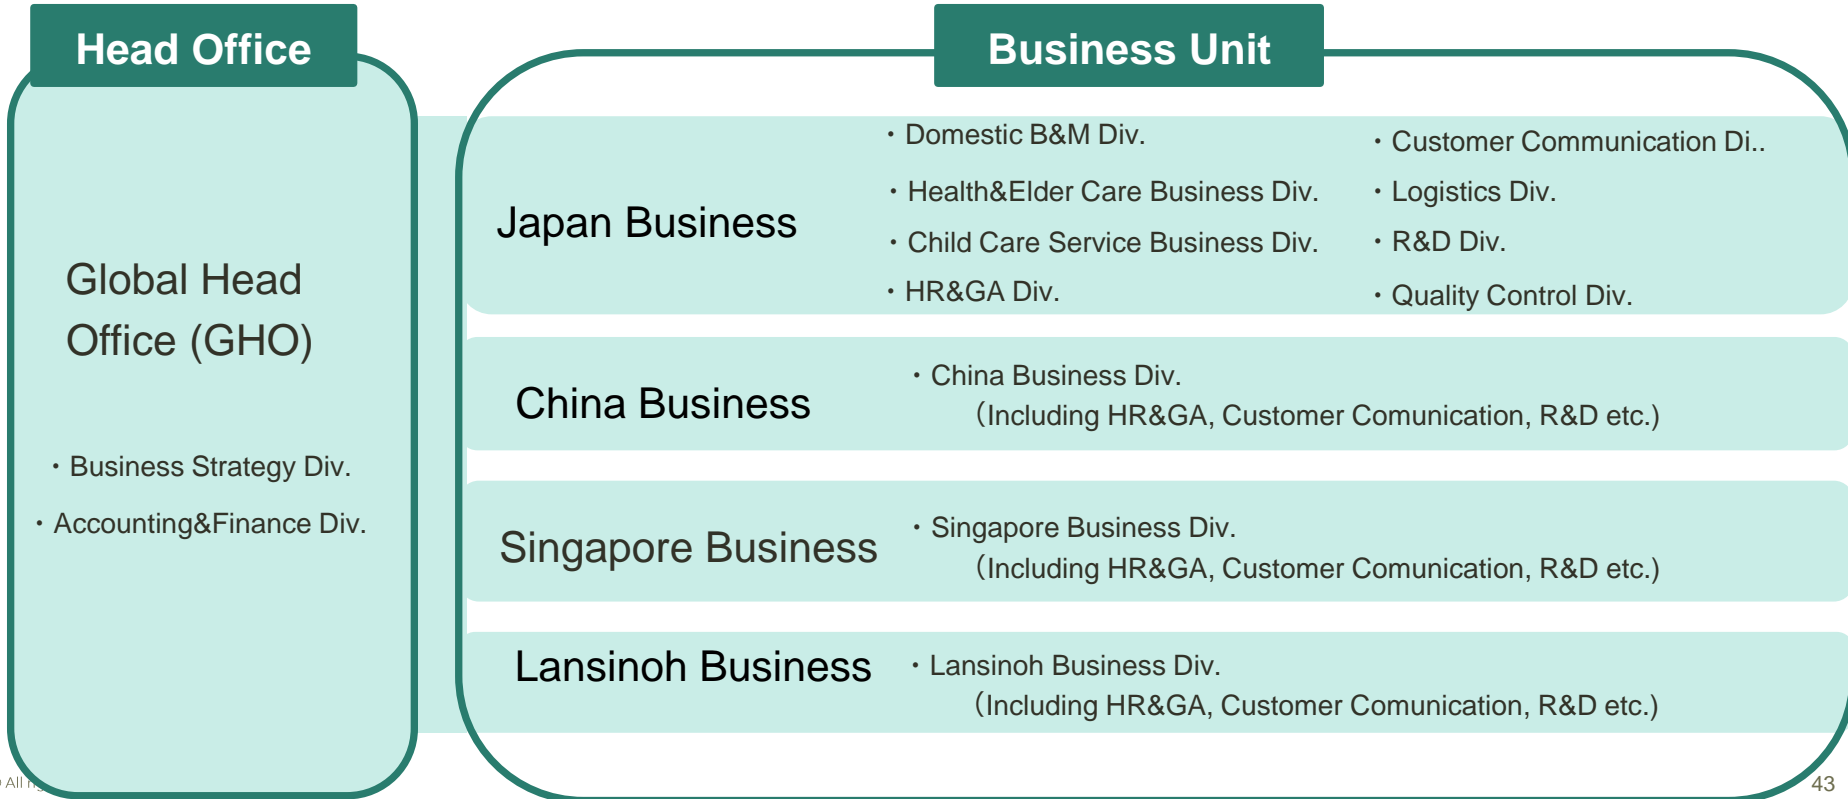 Head Office
Business Unit
Global Head
Office (GHO)
・Business Strategy Div.
・Accounting&Finance Div.
Japan Business
・Domestic B&M Div.
・Health&Elder Care Business Div.
・Child Care Service Business Div.
・HR&GA Div.
・Customer Communication Di..
・Logistics Div.
・R&D Div.
・Quality Control Div.
China Business
・China Business Div.
（Including HR&GA, Customer Comunication, R&D etc.)
Singapore Business
・Singapore Business Div.
（Including HR&GA, Customer Comunication, R&D etc.)
Lansinoh Business
・Lansinoh Business Div.
（Including HR&GA, Customer Comunication, R&D etc.)
All
43